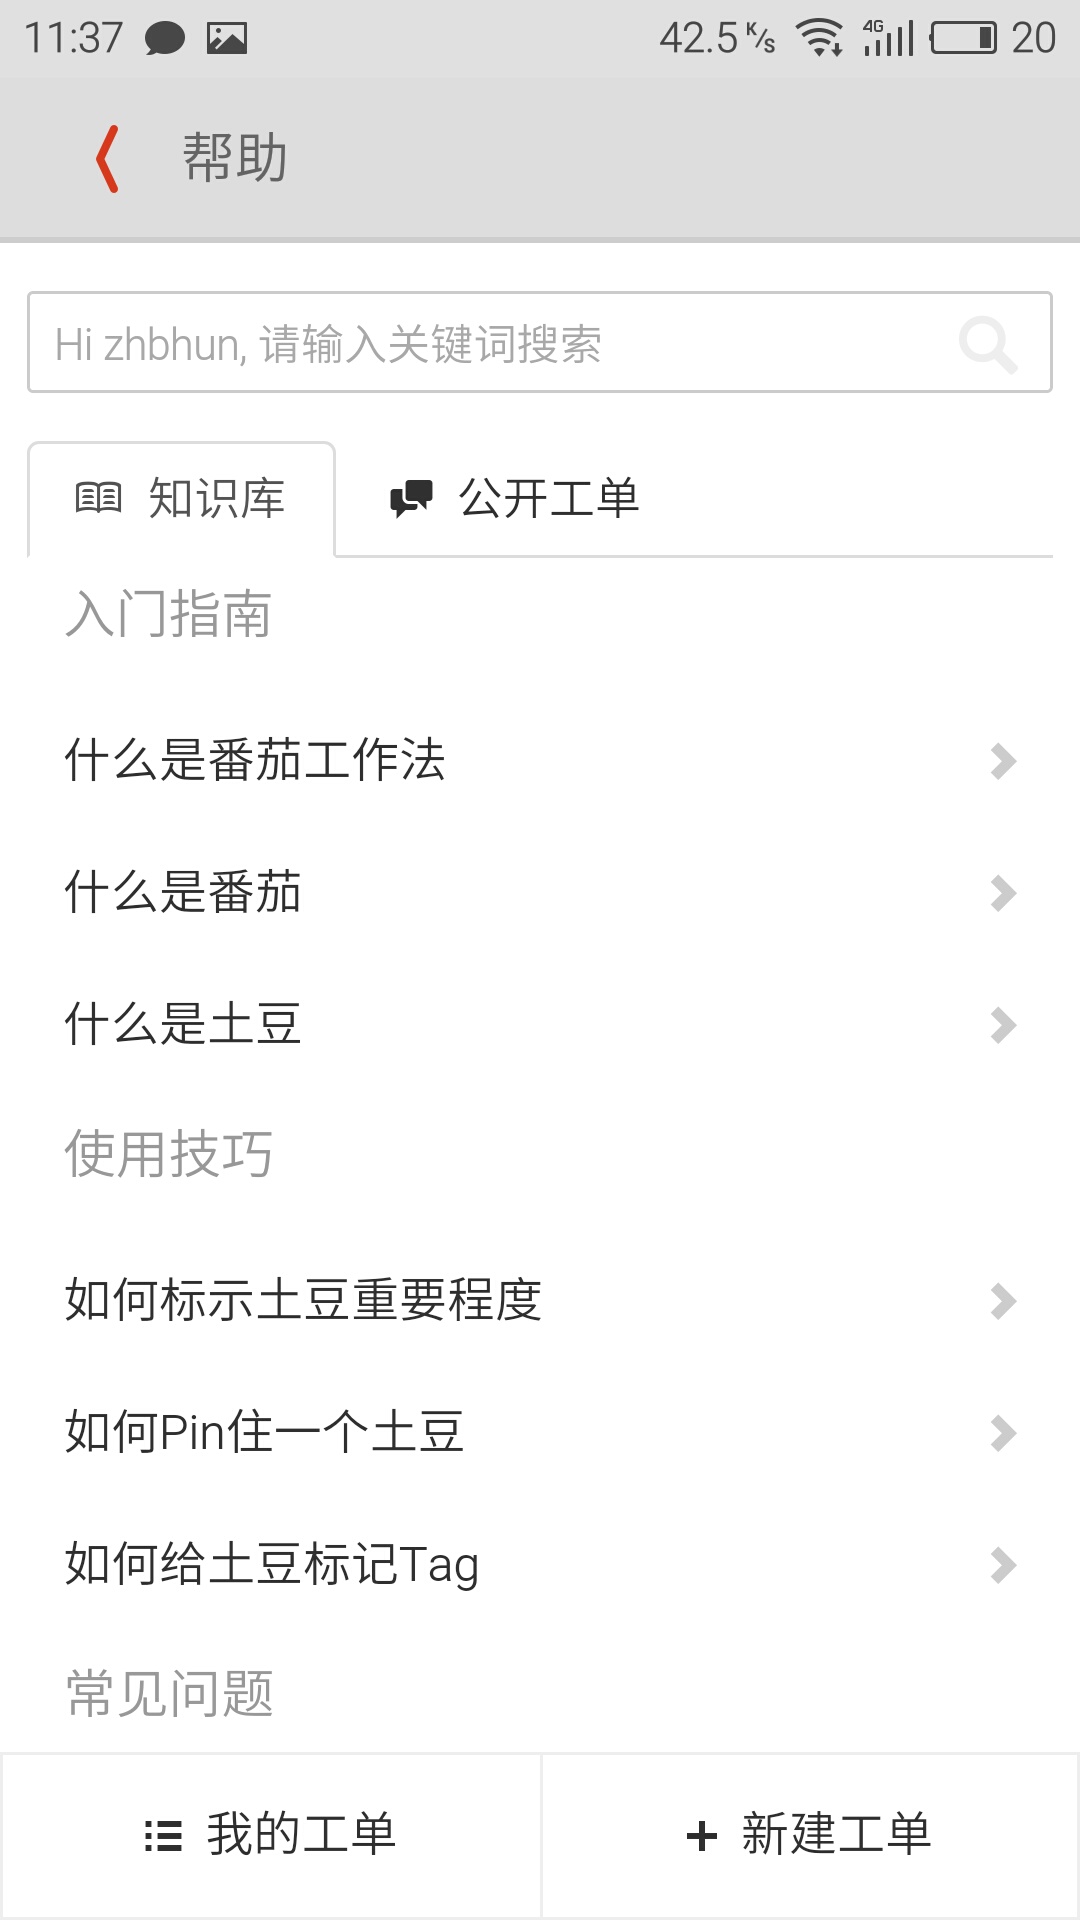 11:37 42.5 K/s 4G 20
帮助
Hi zhbhun, 请输入关键词搜索
知识库 公开工单
入门指南
什么是番茄工作法
什么是番茄
什么是土豆
使用技巧
如何标示土豆重要程度
如何Pin住一个土豆
如何给土豆标记Tag
常见问题
我的工单 新建工单